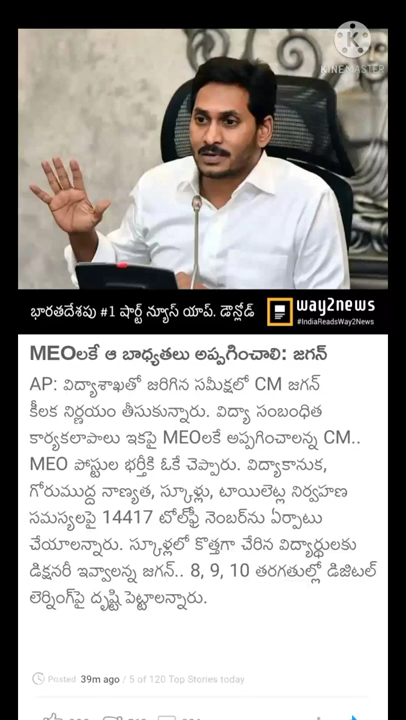 KINEMASTER
భారతదేశపు #1 షార్ట్ న్యూస్ యాప్. డౌన్లోడ్
way2news
#IndiaReadsWay2News
MEOలకే ఆ బాధ్యతలు అప్పగించాలి: జగన్
AP: విద్యాశాఖతో జరిగిన సమీక్షలో CM జగన్
కీలక నిర్ణయం తీసుకున్నారు. విద్యా సంబంధిత
కార్యకలాపాలు ఇకపై MEOలకే అప్పగించాలన్న CM..
MEO పోస్టుల భర్తీకి ఓకే చెప్పారు. విద్యాకానుక,
గోరుముద్ద నాణ్యత, స్కూళ్లు, టాయిలెట్ల నిర్వహణ
సమస్యలపై 14417 టోల్‌ఫ్రీ నెంబర్‌ను ఏర్పాటు
చేయాలన్నారు. స్కూళ్లలో కొత్తగా చేరిన విద్యార్థులకు
డిక్షనరీ ఇవ్వాలన్న జగన్.. 8, 9, 10 తరగతుల్లో డిజిటల్
లెర్నింగ్‌పై దృష్టి పెట్టాలన్నారు.
Posted 39m ago / 5 of 120 Top Stories today